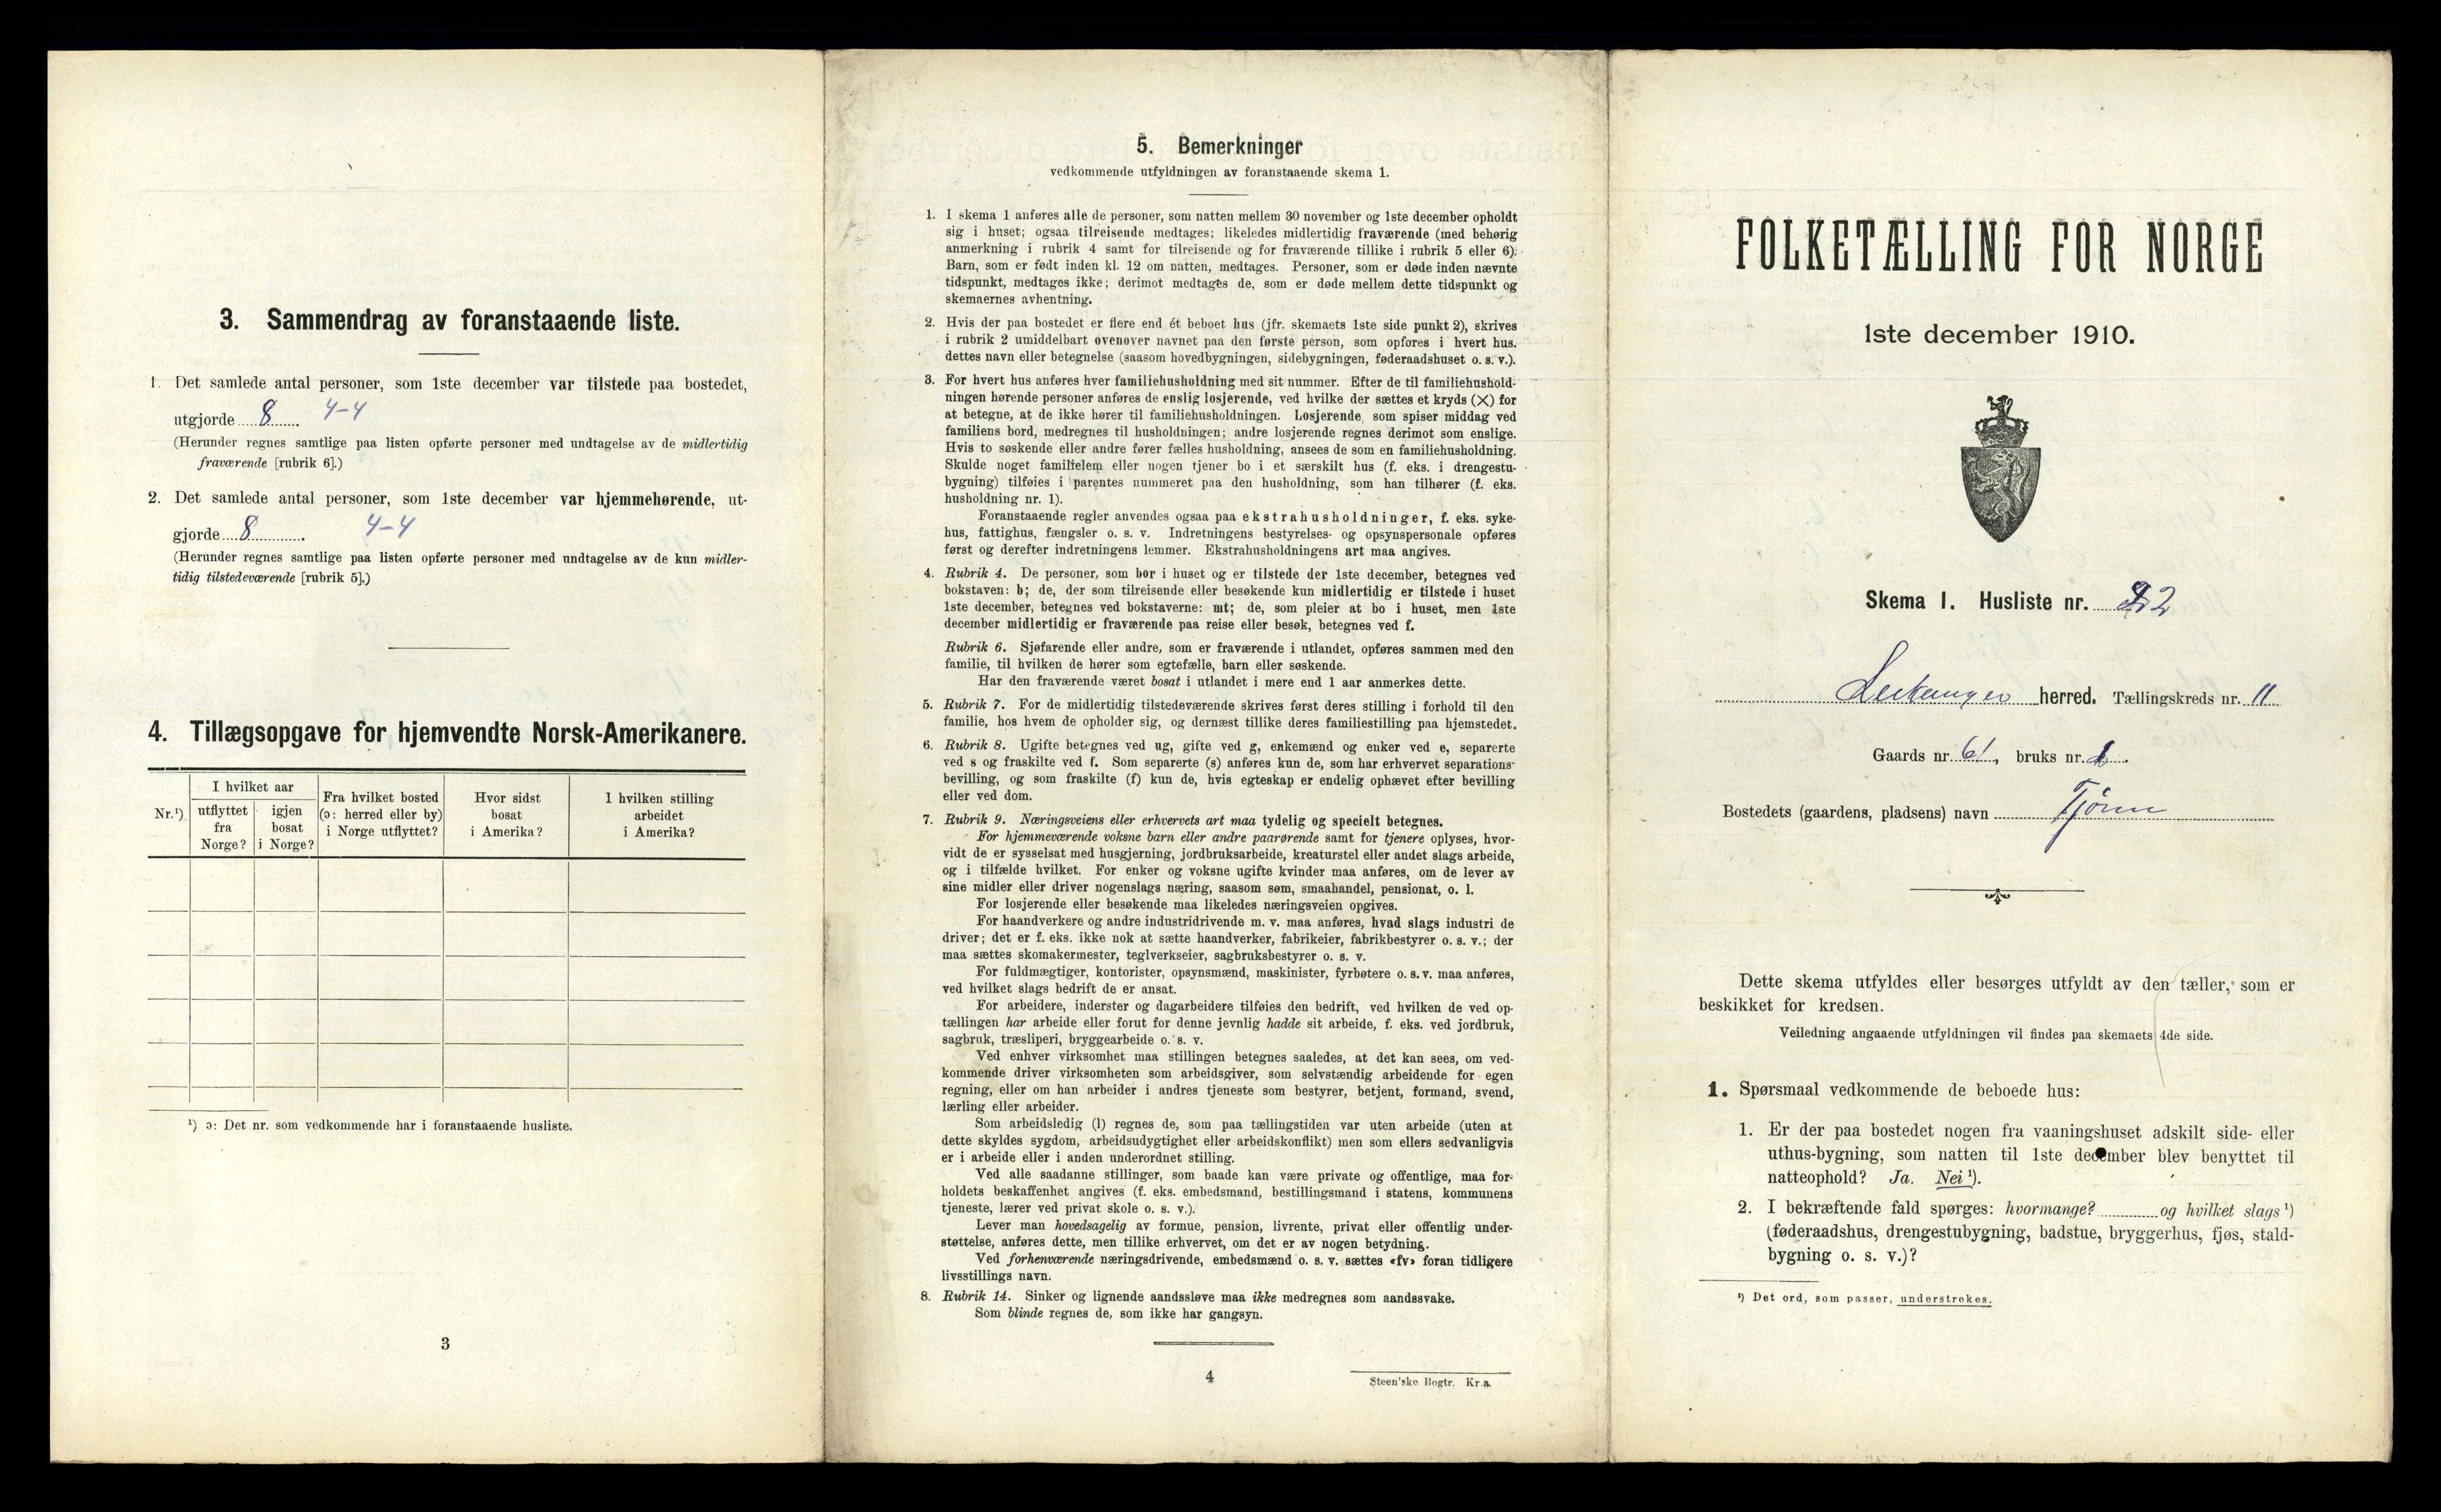 3. Sammendrag av foranstaaende liste.
1. Det samlede antal personer, som 1ste december var tilstede paa bostedet,
utgjorde 8. 4-4
(Herunder regnes samtlige paa listen opførte personer med undtagelse av de midlertidig
fraværende [rubrik 6].)
2. Det samlede antal personer, som 1ste december var hjemmehørende, ut-
gjorde 8. 4-4
(Herunder regnes samtlige paa listen opførte personer med undtagelse av de kun midler-
tidig tilstedeværende [rubrik 5].)
4. Tillægsopgave for hjemvendte Norsk-Amerikanere.
Nr.¹)
I hvilket aar
utflyttet
fra
Norge?
igjen
bosat
i Norge?
Fra hvilket bosted
(ɔ: herred eller by)
i Norge utflyttet?
Hvor sidst
bosat
i Amerika?
I hvilken stilling
arbeidet
i Amerika?
¹) ɔ: Det nr. som vedkommende har i foranstaaende husliste.
3
5. Bemerkninger
vedkommende utfyldningen av foranstaaende skema 1.
1. I skema 1 anføres alle de personer, som natten mellem 30 november og 1ste december opholdt
sig i huset; ogsaa tilreisende medtages; likeledes midlertidig fraværende (med behørig
anmerkning i rubrik 4 samt for tilreisende og for fraværende tillike i rubrik 5 eller 6).
Barn, som er født inden kl. 12 om natten, medtages. Personer, som er døde inden nævnte
tidspunkt, medtages ikke; derimot medtages de, som er døde mellem dette tidspunkt og
skemaernes avhentning.
2. Hvis der paa bostedet er flere end ét beboet hus (jfr. skemaets 1ste side punkt 2), skrives
i rubrik 2 umiddelbart ovenover navnet paa den første person, som opføres i hvert hus.
dettes navn eller betegnelse (saasom hovedbygningen, sidebygningen, føderaadshuset o. s. v.).
3. For hvert hus anføres hver familiehusholdning med sit nummer. Efter de til familiehushold-
ningen hørende personer anføres de enslig losjerende, ved hvilke der sættes et kryds (×) for
at betegne, at de ikke hører til familiehusholdningen. Losjerende som spiser middag ved
familiens bord, medregnes til husholdningen; andre losjerende regnes derimot som enslige.
Hvis to søskende eller andre fører fælles husholdning, ansees de som en familiehusholdning.
Skulde noget familielem eller nogen tjener bo i et særskilt hus (f. eks. i drengestu-
bygning) tilføies i parentes nummeret paa den husholdning, som han tilhører (f. eks.
husholdning nr. 1).
Foranstaaende regler anvendes ogsaa paa ekstrahusholdninger, f. eks. syke-
hus, fattighus, fængsler o. s. v. Indretningens bestyrelses- og opsynspersonale opføres
først og derefter indretningens lemmer. Ekstrahusholdningens art maa angives.
4. Rubrik 4. De personer, som bor i huset og er tilstede der 1ste december, betegnes ved
bokstaven: b; de, der som tilreisende eller besøkende kun midlertidig er tilstede i huset
1ste december, betegnes ved bokstaverne: mt; de, som pleier at bo i huset, men 1ste
december midlertidig er fraværende paa reise eller besøk, betegnes ved f.
Rubrik 6. Sjøfarende eller andre, som er fraværende i utlandet, opføres sammen med den
familie, til hvilken de hører som egtefælle, barn eller søskende.
Har den fraværende været bosat i utlandet i mere end 1 aar anmerkes dette.
5. Rubrik 7. For de midlertidig tilstedeværende skrives først deres stilling i forhold til den
familie, hos hvem de opholder sig, og dernæst tillike deres familiestilling paa hjemstedet.
6. Rubrik 8. Ugifte betegnes ved ug, gifte ved g, enkemænd og enker ved e, separerte
ved s og fraskilte ved f. Som separerte (s) anføres kun de, som har erhvervet separations-
bevilling, og som fraskilte (f) kun de, hvis egteskap er endelig ophævet efter bevilling
eller ved dom.
7. Rubrik 9. Næringsveiens eller erhvervets art maa tydelig og specielt betegnes.
For hjemmeværende voksne barn eller andre paarørende samt for tjenere oplyses, hvor-
vidt de er sysselsat med husgjerning, jordbruksarbeide, kreaturstel eller andet slags arbeide,
og i tilfælde hvilket. For enker og voksne ugifte kvinder maa anføres, om de lever av
sine midler eller driver nogenslags næring, saasom søm, smaahandel, pensionat, o. l.
For losjerende eller besøkende maa likeledes næringsveien opgives.
For haandverkere og andre industridrivende m. v. maa anføres, hvad slags industri de
driver; det er f. eks. ikke nok at sætte haandverker, fabrikeier, fabrikbestyrer o. s. v.; der
maa sættes skomakermester, teglverkseier, sagbruksbestyrer o. s. v.
For fuldmægtiger, kontorister, opsynsmænd, maskinister, fyrbøtere o. s. v. maa anføres,
ved hvilket slags bedrift de er ansat.
For arbeidere, inderster og dagarbeidere tilføies den bedrift, ved hvilken de ved op-
tællingen har arbeide eller forut for denne jevnlig hadde sit arbeide, f. eks. ved jordbruk,
sagbruk, træsliperi, bryggearbeide o. s. v.
Ved enhver virksomhet maa stillingen betegnes saaledes, at det kan sees, om ved-
kommende driver virksomheten som arbeidsgiver, som selvstændig arbeidende for egen
regning, eller om han arbeider i andres tjeneste som bestyrer, betjent, formand, svend,
lærling eller arbeider.
Som arbeidsledig (l) regnes de, som paa tællingstiden var uten arbeide (uten at
dette skyldes sygdom, arbeidsudygtighet eller arbeidskonflikt) men som ellers sedvanligvis
er i arbeide eller i anden underordnet stilling.
Ved alle saadanne stillinger, som baade kan være private og offentlige, maa for-
holdets beskaffenhet angives (f. eks. embedsmand, bestillingsmand i statens, kommunens
tjeneste, lærer ved privat skole o. s. v.).
Lever man hovedsagelig av formue, pension, livrente, privat eller offentlig under-
støttelse, anføres dette, men tillike erhvervet, om det er av nogen betydning.
Ved forhenværende næringsdrivende, embedsmænd o. s. v. sættes «fv» foran tidligere
livsstillings navn.
8. Rubrik 14. Sinker og lignende aandssløve maa ikke medregnes som aandssvake.
Som blinde regnes de, som ikke har gangsyn.
4
Steen'ske Bogtr. Kr.a.
FOLKETÆLLING FOR NORGE
1ste december 1910.
Skema 1. Husliste nr. 22
Leikanger herred. Tællingskreds nr. 11
Gaards nr. 61, bruks nr. 1.
Bostedets (gaardens, pladsens) navn Tjønn
Dette skema utfyldes eller besørges utfyldt av den tæller, som er
beskikket for kredsen.
Veiledning angaaende utfyldningen vil findes paa skemaets 4de side.
1. Spørsmaal vedkommende de beboede hus:
1. Er der paa bostedet nogen fra vaaningshuset adskilt side- eller
uthus-bygning, som natten til 1ste december blev benyttet til
natteophold? Ja. Nei ¹).
2. I bekræftende fald spørges: hvormange? og hvilket slags ¹)
(føderaadshus, drengestubygning, badstue, bryggerhus, fjøs, stald-
bygning o. s. v.)?
¹) Det ord, som passer, understrekes.